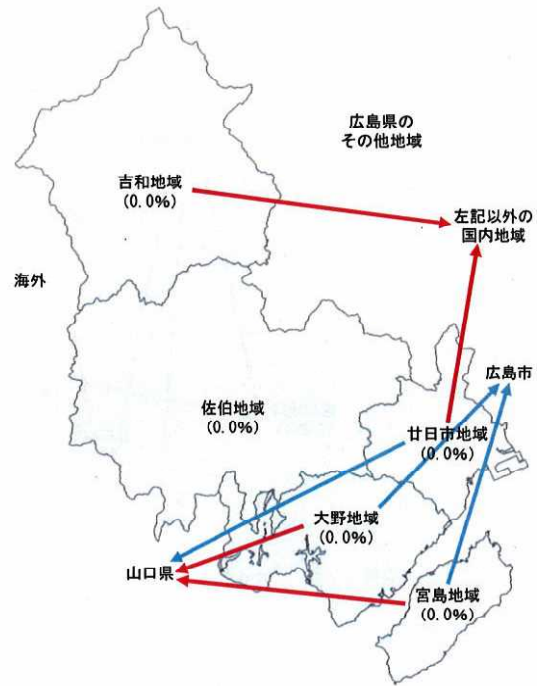 広島県の
その他地域
吉和地域
(0.0%)
左記以外の
国内地域
海外
広島市
佐伯地域
(0.0%)
廿日市地域
(0.0%)
大野地域
(0.0%)
山口県
宮島地域
(0.0%)